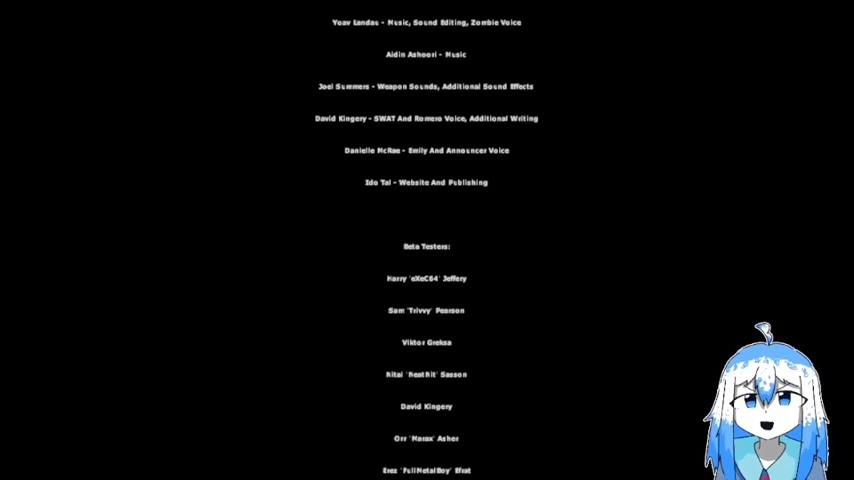 Yoav Landau - Music, Sound Editing, Zombie Voice
Aidin Ashoori - Music
Joel Summers - Weapon Sounds, Additional Sound Effects
David Kingery - SWAT And Romero Voice, Additional Writing
Danielle McRae - Emily And Announcer Voice
Ido Tal - Website And Publishing
Beta Testers:
Harry 'eXeC64' Jeffery
Sam 'Trivvy' Pearson
Viktor Greksa
Nitai 'NeatNit' Sasson
David Kingery
Orr 'Marax' Asher
Erez 'FullMetalBoy' Efrat